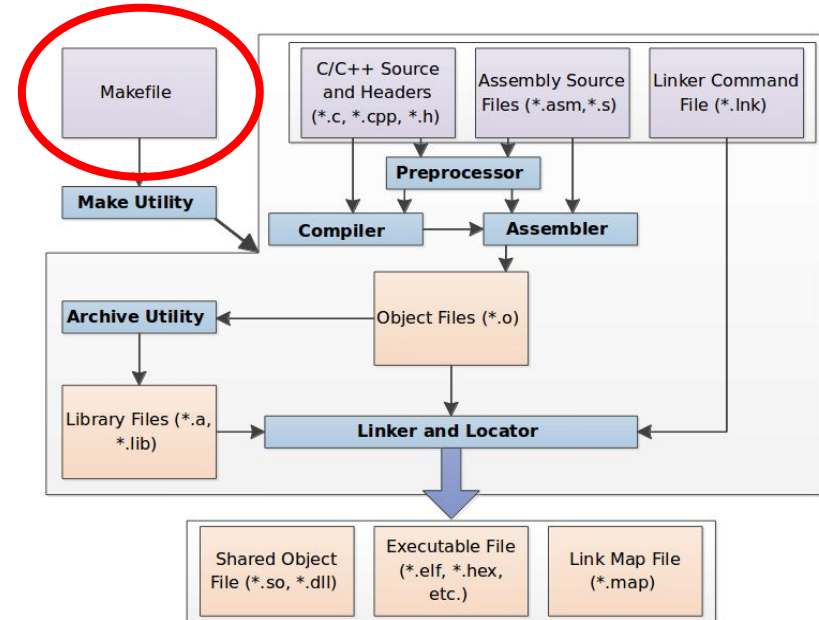 Makefile
C/C++ Source
and Headers
(*.c, *.cpp, *.h)
Assembly Source
Files (*.asm,*.s)
Linker Command
File (*.lnk)
Preprocessor
Make Utility
Compiler
Assembler
Archive Utility
Object Files (*.o)
Library Files (*.a,
*.lib)
Linker and Locator
Shared Object
File (*.so, *.dll)
Executable File
(*.elf, *.hex,
etc.)
Link Map File
(*.map)